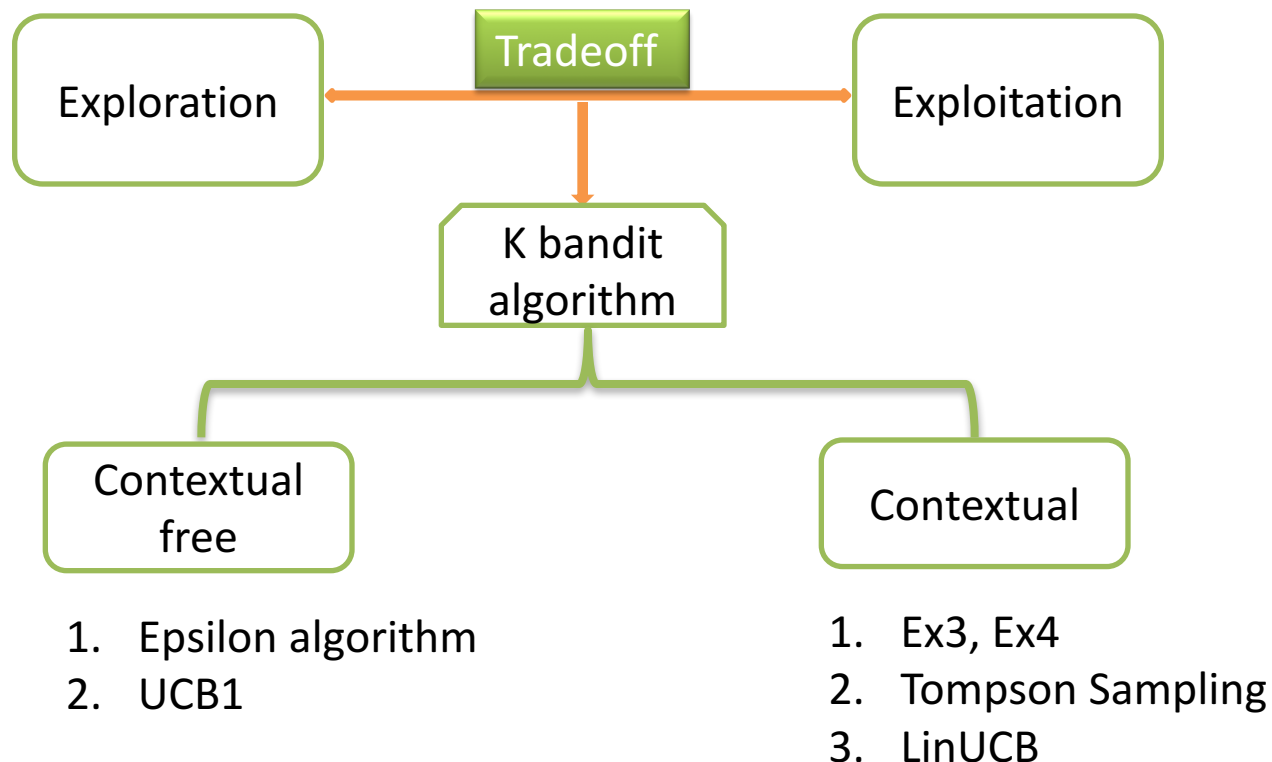 Tradeoff
Exploration
Exploitation
K bandit
algorithm
Contextual
free
Contextual
1. Epsilon algorithm
2. UCB1
1. Ex3, Ex4
2. Tompson Sampling
3. LinUCB